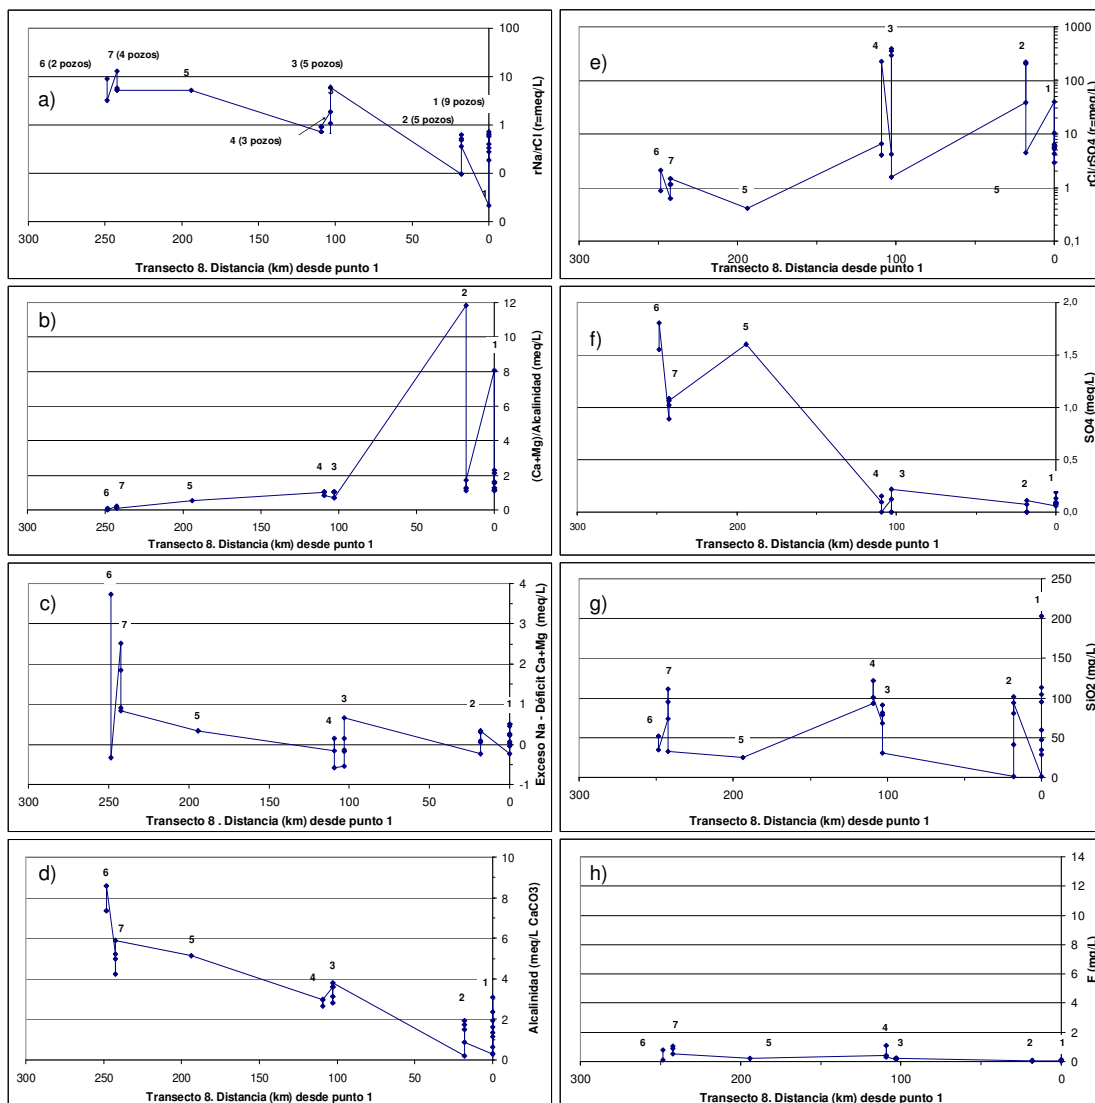 a)
100
10
1
0
0
rNa/rCl (r=meq/L)
6 (2 pozos)
7 (4 pozos)
5
3 (5 pozos)
3
4 (3 pozos)
1 (9 pozos)
2 (5 pozos)
1
300 250 200 150 100 50 0
Transecto 8. Distancia (km) desde punto 1
e)
1000
100
10
1
0,1
rCl/rSO4 (r=meq/L)
6
7
5
4
3
2
1
5
300 200 100 0
Transecto 8. Distancia (km) desde punto 1
b)
12
10
8
6
4
2
0
(Ca+Mg)/Alcalinidad (meq/L)
6
7
5
4
3
2
1
300 250 200 150 100 50 0
Transecto 8. Distancia (km) desde punto 1
f)
2,0
1,5
1,0
0,5
0,0
SO4 (meq/L)
6
7
5
4
3
2
1
300 200 100 0
Transecto 8. Distancia (km) desde punto 1
c)
4
3
2
1
0
-1
Exceso Na - Déficit Ca+Mg (meq/L)
6
7
5
4
3
2
1
300 250 200 150 100 50 0
Transecto 8 . Distancia (km) desde punto 1
g)
250
200
150
100
50
0
SiO2 (mg/L)
6
7
5
4
3
2
1
300 200 100 0
Transecto 8. Distancia (km) desde punto 1
d)
10
8
6
4
2
0
Alcalinidad (meq/L CaCO3)
6
7
5
4
3
2
1
300 250 200 150 100 50 0
Transecto 8. Distancia (km) desde punto 1
h)
14
12
10
8
6
4
2
0
F (mg/L)
6
7
5
4
3
2
1
300 200 100 0
Transecto 8. Distancia (km) desde punto 1